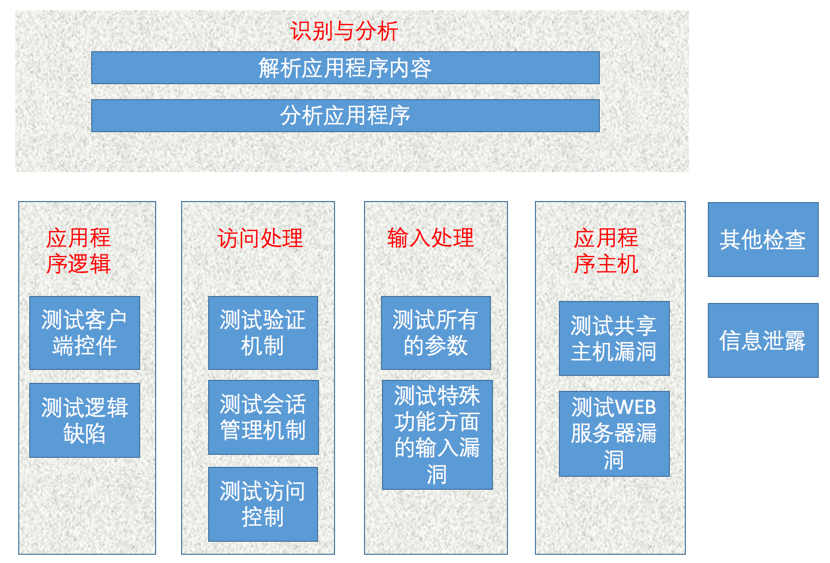 识别与分析
解析应用程序内容
分析应用程序
应用程
序逻辑
测试客户
端控件
测试逻辑
缺陷
访问处理
测试验证
机制
测试会话
管理机制
测试访问
控制
输入处理
测试所有
的参数
测试特殊
功能方面
的输入漏
洞
应用程
序主机
测试共享
主机漏洞
测试WEB
服务器漏
洞
其他检查
信息泄露